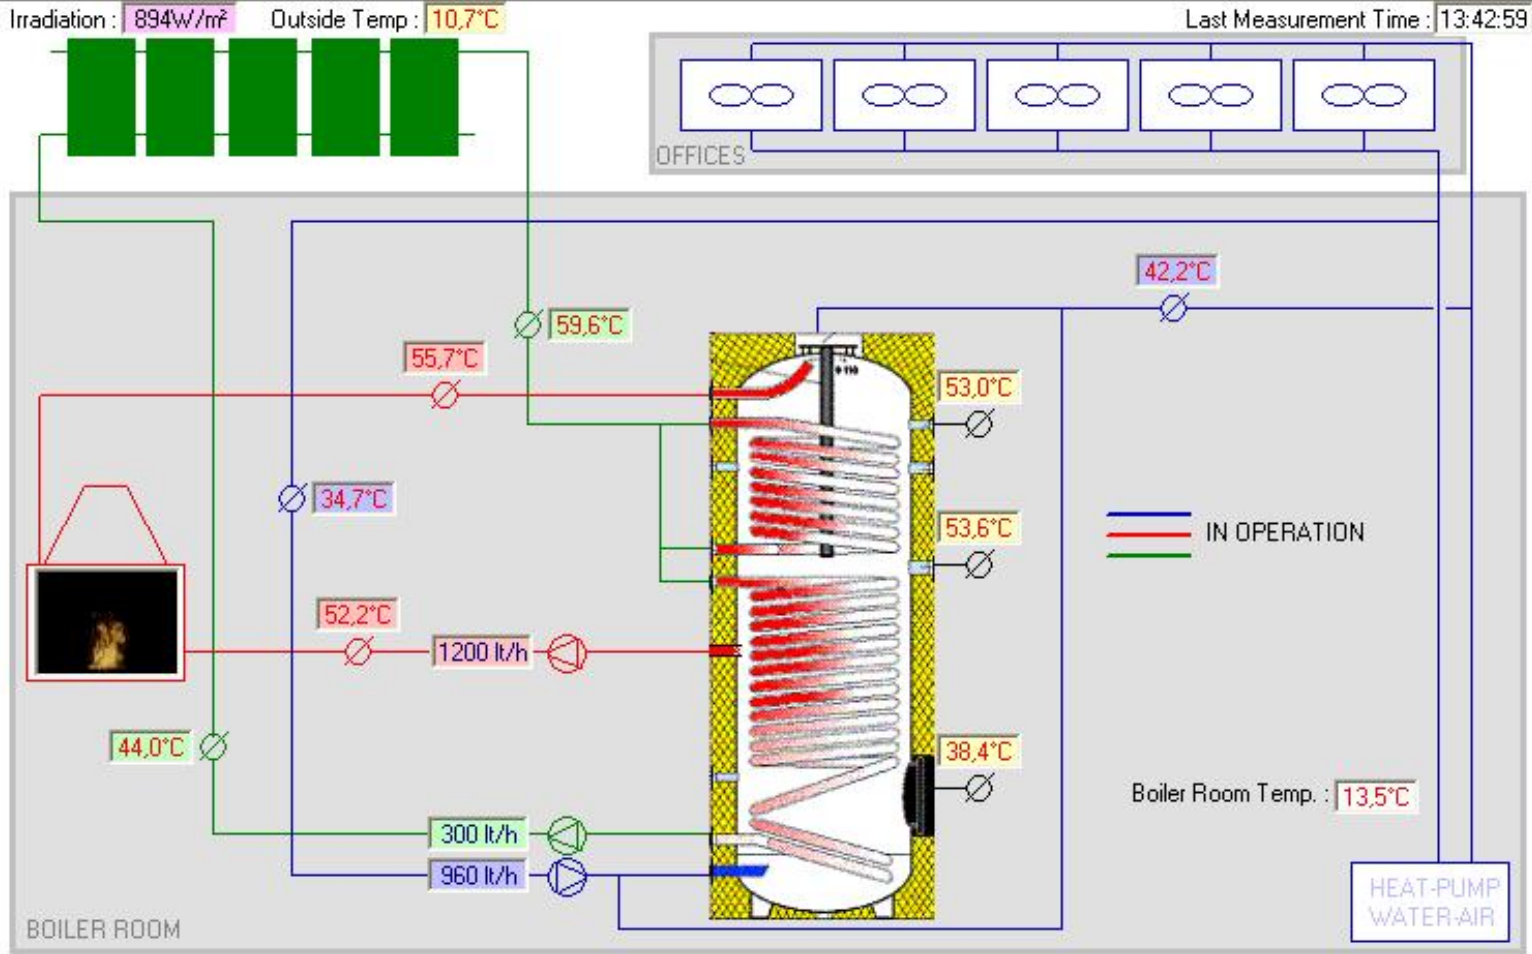 Irradiation : 894W/m² Outside Temp : 10,7°C Last Measurement Time : 13:42:59
OFFICES
42,2°C
59,6°C
55,7°C
53,0°C
34,7°C
53,6°C
IN OPERATION
52,2°C
1200 lt/h
44,0°C
38,4°C
Boiler Room Temp. : 13,5°C
300 lt/h
960 lt/h
HEAT-PUMP
WATER-AIR
BOILER ROOM